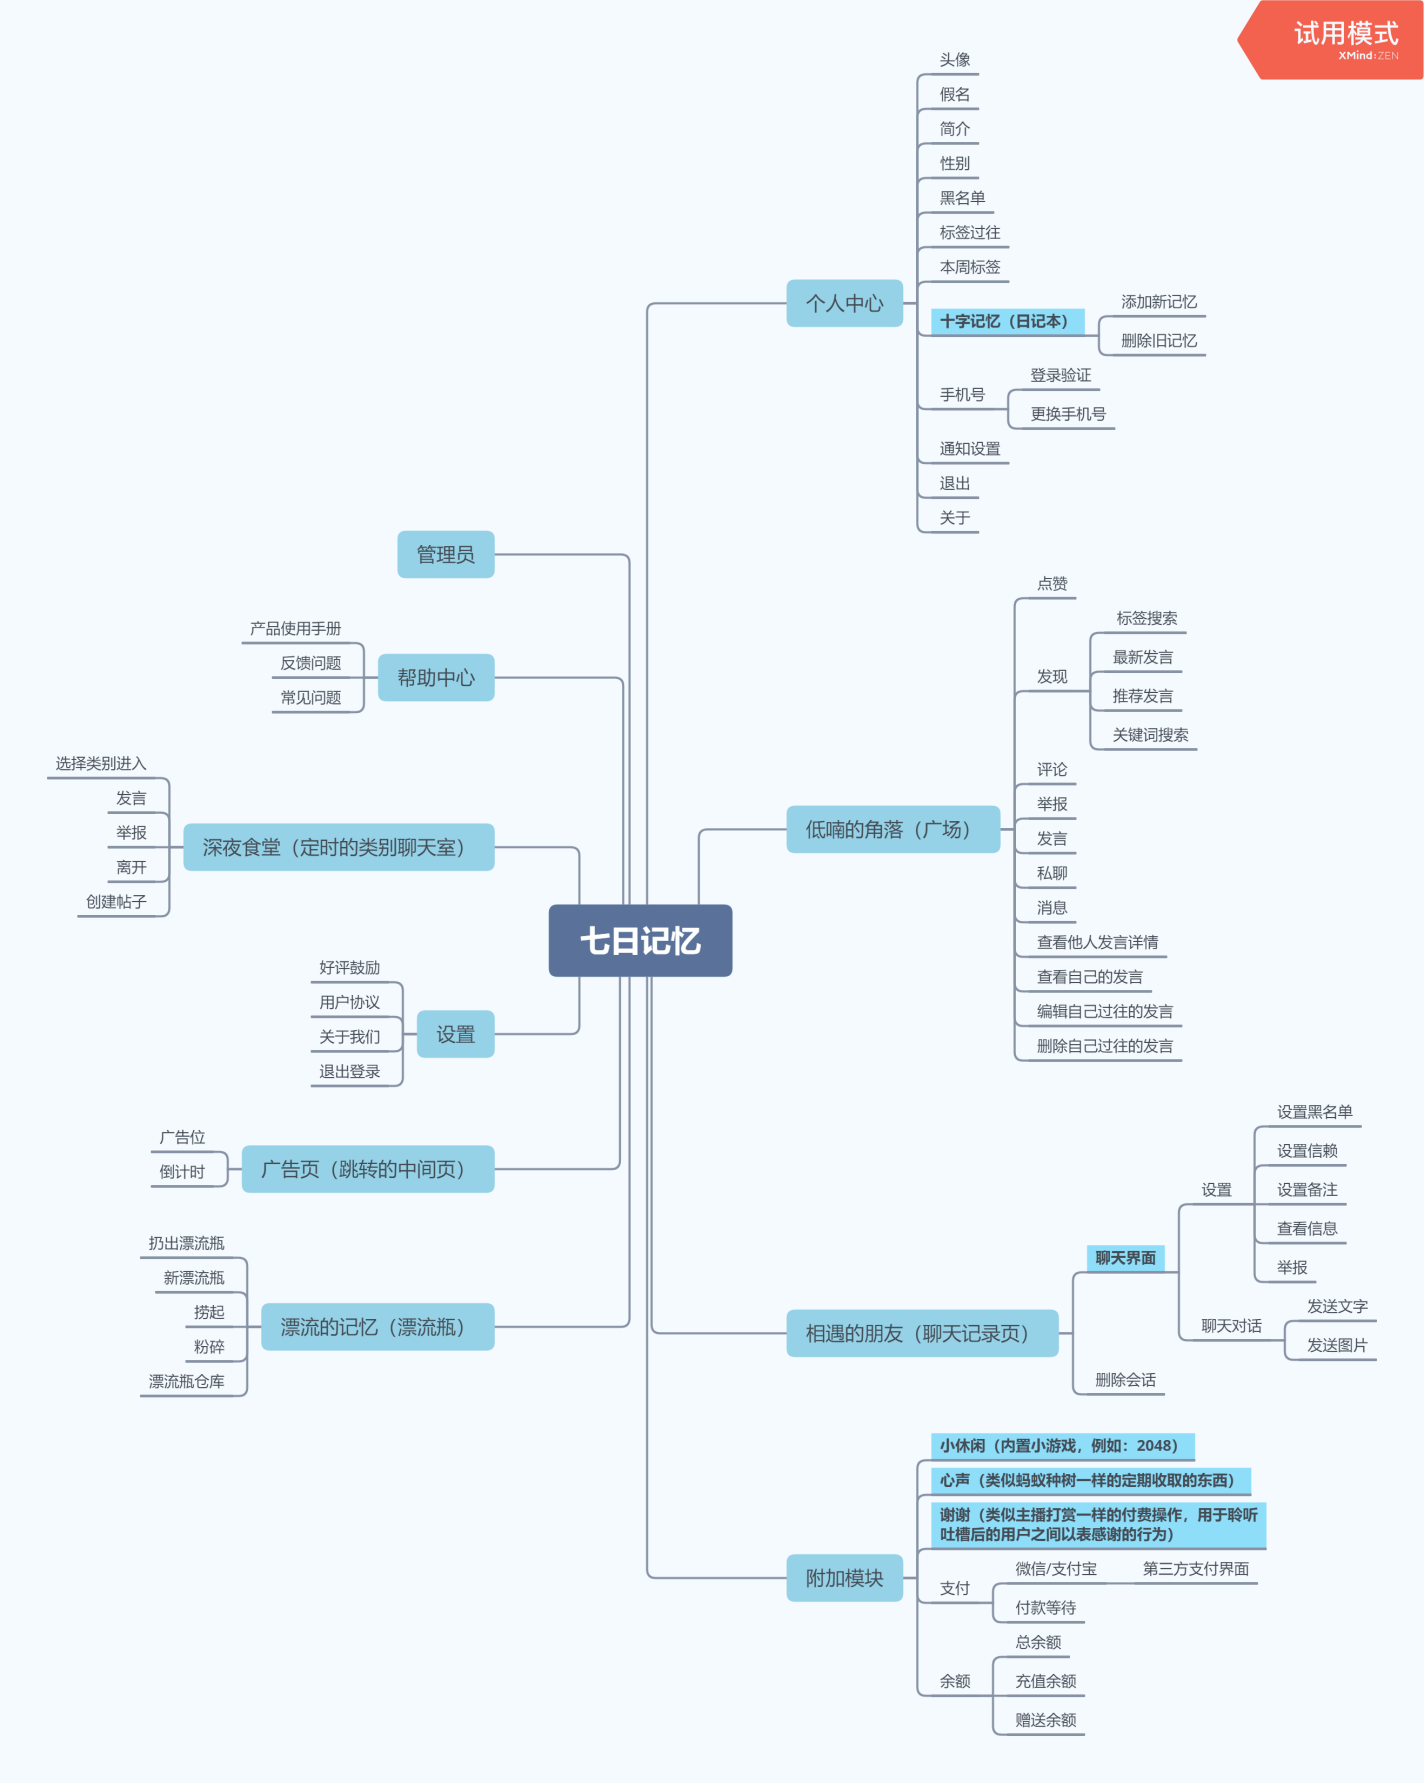 试用模式
XMind:ZEN
七日记忆
个人中心
头像
假名
简介
性别
黑名单
标签过往
本周标签
十字记忆（日记本）
添加新记忆
删除旧记忆
手机号
登录验证
更换手机号
通知设置
退出
关于
低喃的角落（广场）
点赞
发现
标签搜索
最新发言
推荐发言
关键词搜索
评论
举报
发言
私聊
消息
查看他人发言详情
查看自己的发言
编辑自己过往的发言
删除自己过往的发言
相遇的朋友（聊天记录页）
聊天界面
设置
设置黑名单
设置信赖
设置备注
查看信息
举报
聊天对话
发送文字
发送图片
删除会话
附加模块
小休闲（内置小游戏，例如：2048）
心声（类似蚂蚁种树一样的定期收取的东西）
谢谢（类似主播打赏一样的付费操作，用于聆听
吐槽后的用户之间以表感谢的行为）
支付
微信/支付宝
第三方支付界面
付款等待
余额
总余额
充值余额
赠送余额
管理员
帮助中心
产品使用手册
反馈问题
常见问题
深夜食堂（定时的类别聊天室）
选择类别进入
发言
举报
离开
创建帖子
设置
好评鼓励
用户协议
关于我们
退出登录
广告页（跳转的中间页）
广告位
倒计时
漂流的记忆（漂流瓶）
扔出漂流瓶
新漂流瓶
捞起
粉碎
漂流瓶仓库